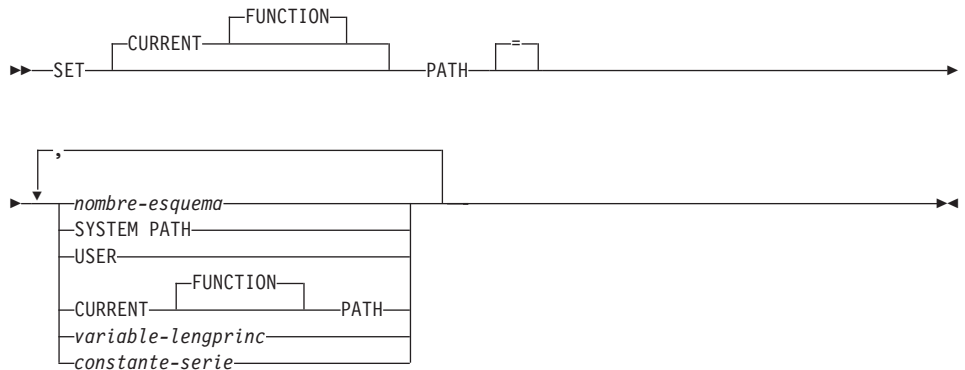 FUNCTION
CURRENT
=
SET PATH
,
nombre-esquema
SYSTEM PATH
USER
FUNCTION
CURRENT PATH
variable-lengprinc
constante-serie